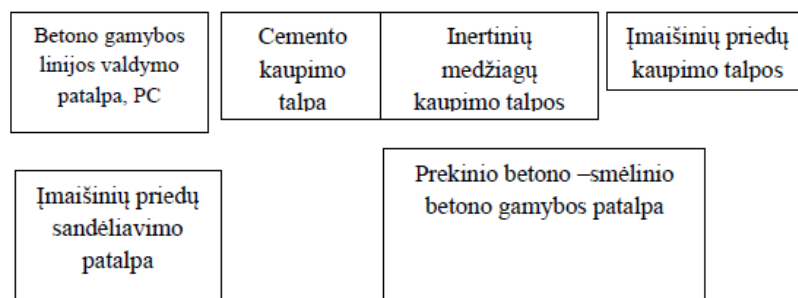 Betono gamybos
linijos valdymo
patalpa, PC
Cemento
kaupimo
talpa
Inertinių
medžiagų
kaupimo talpos
Įmaišinių priedų
kaupimo talpos
Įmaišinių priedų
sandėliavimo
patalpa
Prekinio betono –smėlinio
betono gamybos patalpa